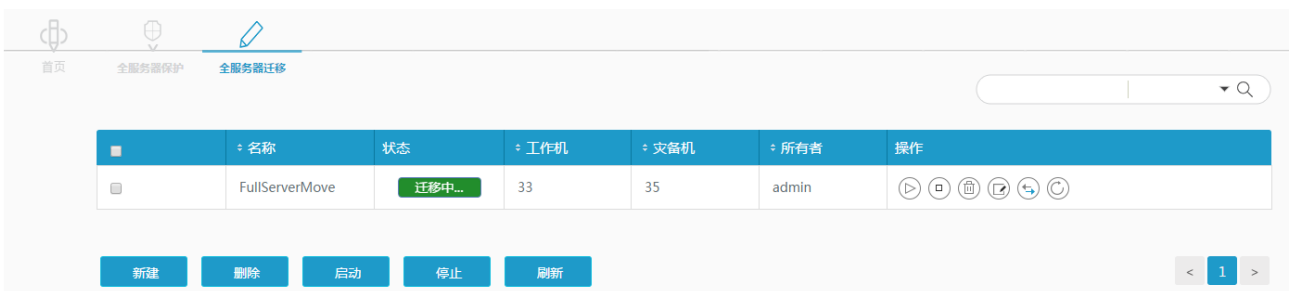 首页 全服务器保护 全服务器迁移
名称 状态 工作机 灾备机 所有者 操作
FullServerMove 迁移中... 33 35 admin
新建 删除 启动 停止 刷新 < 1 >